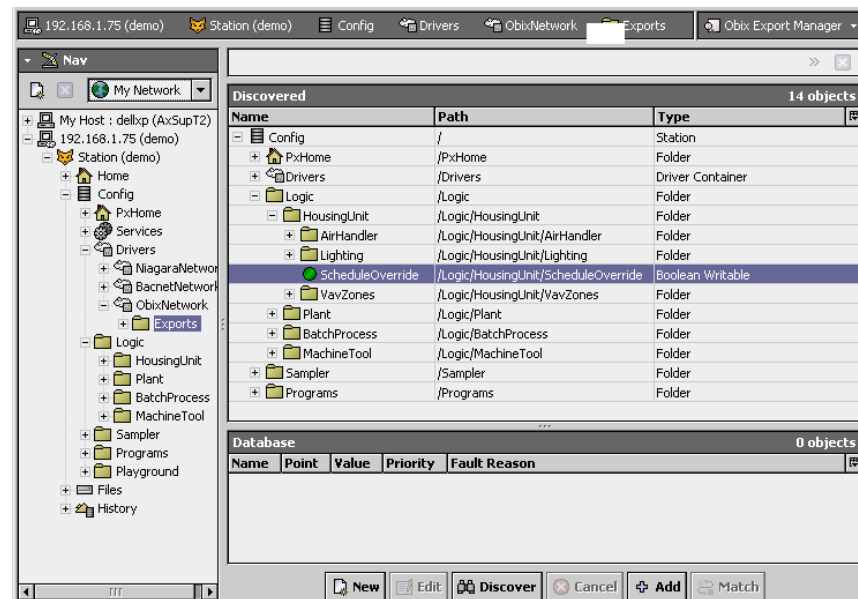 192.168.1.75 (demo) Station (demo) Config Drivers ObixNetwork Exports Obix Export Manager
Nav
My Network
My Host : dellxp (AxSupT2)
192.168.1.75 (demo)
Station (demo)
Home
Config
PxHome
Services
Drivers
NiagaraNetwor
BacnetNetwork
ObixNetwork
Exports
Logic
HousingUnit
Plant
BatchProcess
MachineTool
Sampler
Programs
Playground
Files
History
Discovered 14 objects
Name Path Type
Config / Station
PxHome /PxHome Folder
Drivers /Drivers Driver Container
Logic /Logic Folder
HousingUnit /Logic/HousingUnit Folder
AirHandler /Logic/HousingUnit/AirHandler Folder
Lighting /Logic/HousingUnit/Lighting Folder
ScheduleOverride /Logic/HousingUnit/ScheduleOverride Boolean Writable
VavZones /Logic/HousingUnit/VavZones Folder
Plant /Logic/Plant Folder
BatchProcess /Logic/BatchProcess Folder
MachineTool /Logic/MachineTool Folder
Sampler /Sampler Folder
Programs /Programs Folder
Database 0 objects
Name Point Value Priority Fault Reason
New Edit Discover Cancel Add Match